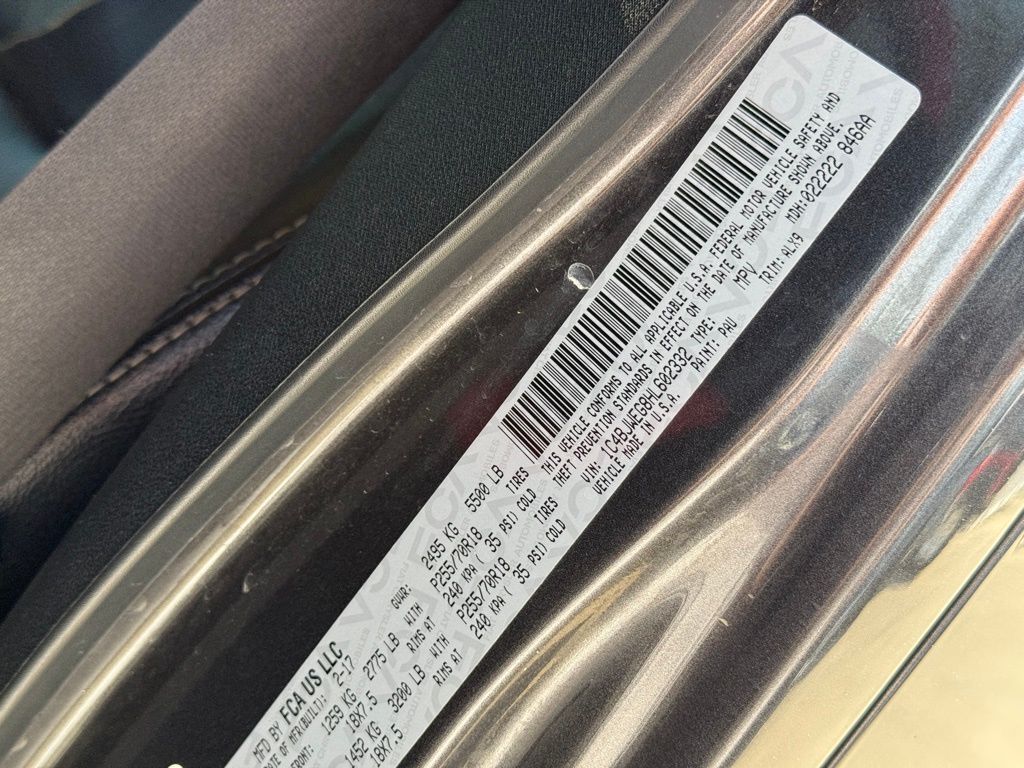 MFD BY FCA US LLC
DATE OF MFR(BUILT): 2-17 GVWR: 2495 KG 5500 LB
FRONT: 1259 KG 2775 LB WITH P255/70R18 TIRES
18X7.5 RIMS AT 240 KPA ( 35 PSI) COLD
1452 KG 3200 LB WITH P255/70R18 TIRES
18X7.5 RIMS AT 240 KPA ( 35 PSI) COLD
THIS VEHICLE CONFORMS TO ALL APPLICABLE U.S.A. FEDERAL MOTOR VEHICLE SAFETY AND
THEFT PREVENTION STANDARDS IN EFFECT ON THE DATE OF MANUFACTURE SHOWN ABOVE.
VIN: 1C4BJWEG8HL602332 TYPE: MPV MDH:022222 846AA
VEHICLE MADE IN U.S.A. PAINT: PAU TRIM: ALX9